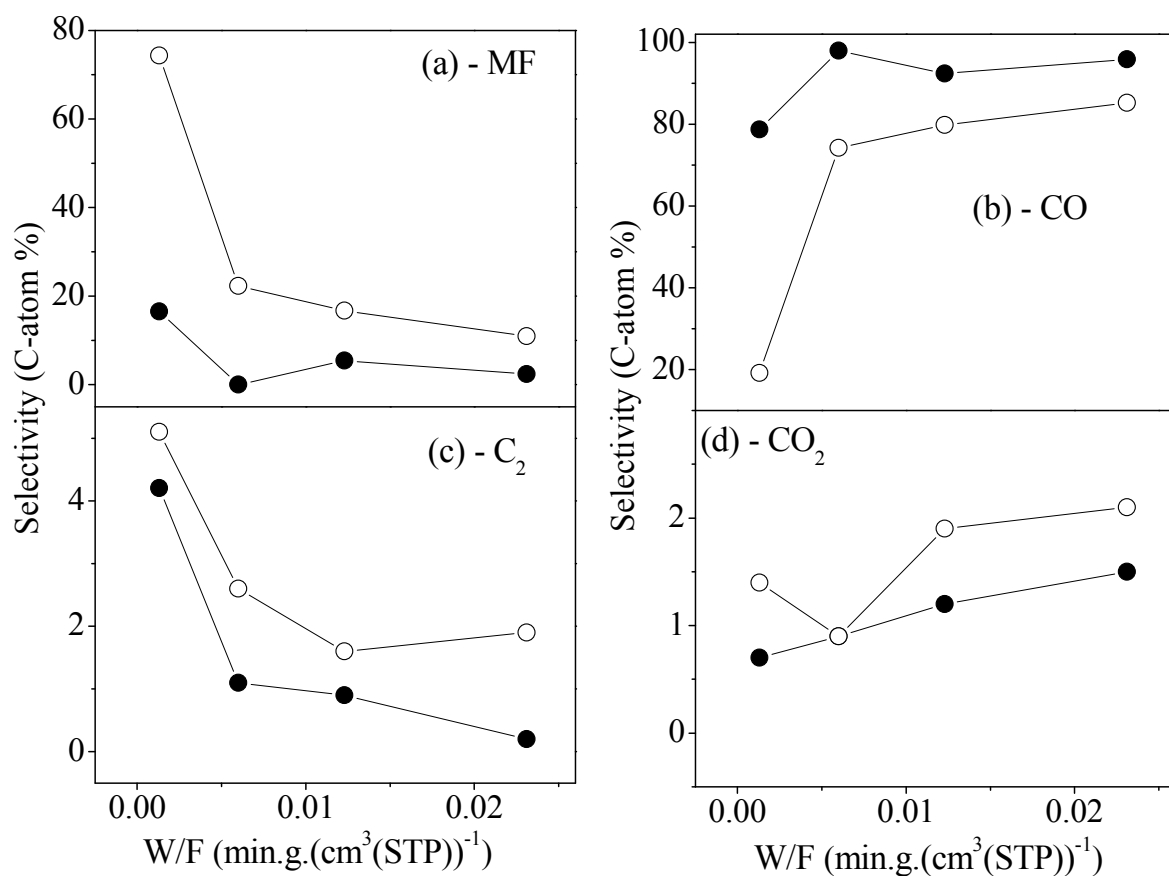 80
60
40
20
0
(a) - MF
4
2
0
(c) - C₂
Selectivity (C-atom %)
0.00
0.01
0.02
W/F (min.g.(cm³(STP))⁻¹)
100
80
60
40
20
(b) - CO
(d) - CO₂
2
1
0
Selectivity (C-atom %)
0.00
0.01
0.02
W/F (min.g.(cm³(STP))⁻¹)